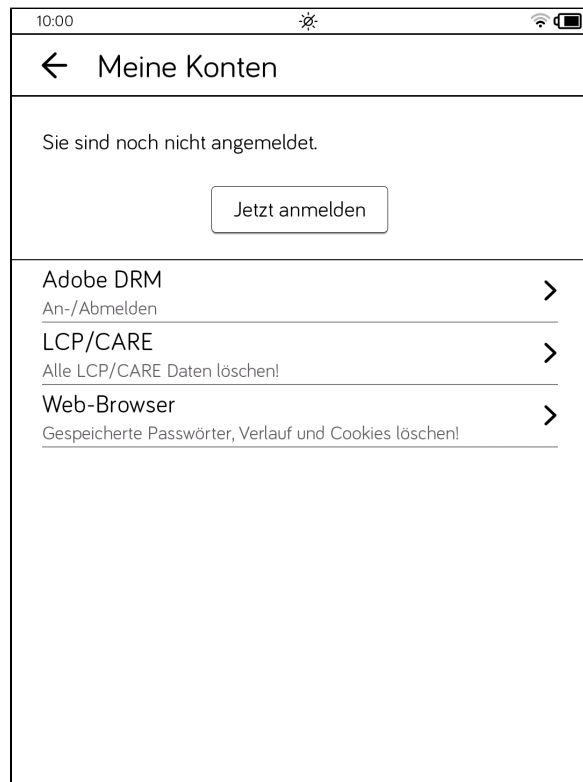 10:00
Meine Konten
Sie sind noch nicht angemeldet.
Jetzt anmelden
Adobe DRM
An-/Abmelden
LCP/CARE
Alle LCP/CARE Daten löschen!
Web-Browser
Gespeicherte Passwörter, Verlauf und Cookies löschen!